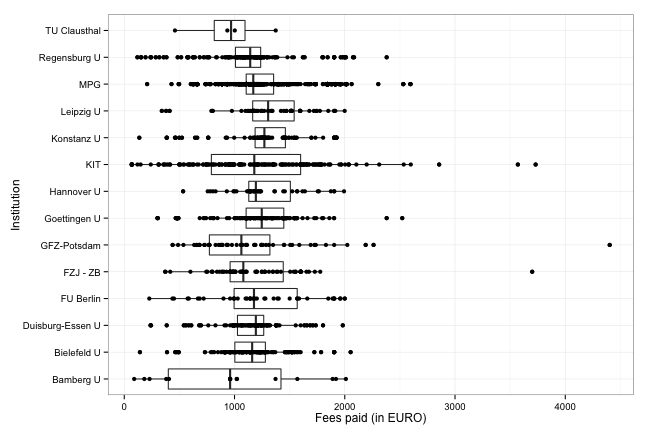 TU Clausthal
Regensburg U
MPG
Leipzig U
Konstanz U
KIT
Hannover U
Goettingen U
GFZ-Potsdam
FZJ - ZB
FU Berlin
Duisburg-Essen U
Bielefeld U
Bamberg U
Institution
0 1000 2000 3000 4000
Fees paid (in EURO)